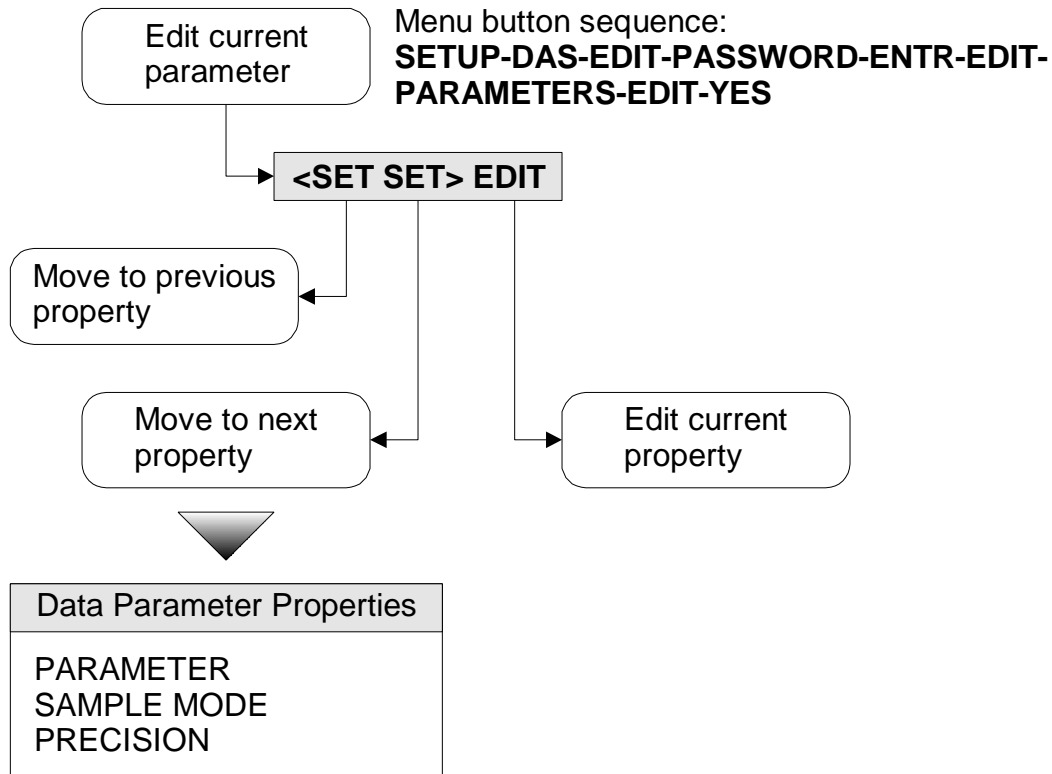 Edit current
parameter
Menu button sequence:
SETUP-DAS-EDIT-PASSWORD-ENTR-EDIT-
PARAMETERS-EDIT-YES
<SET SET> EDIT
Move to previous
property
Move to next
property
Edit current
property
Data Parameter Properties
PARAMETER
SAMPLE MODE
PRECISION